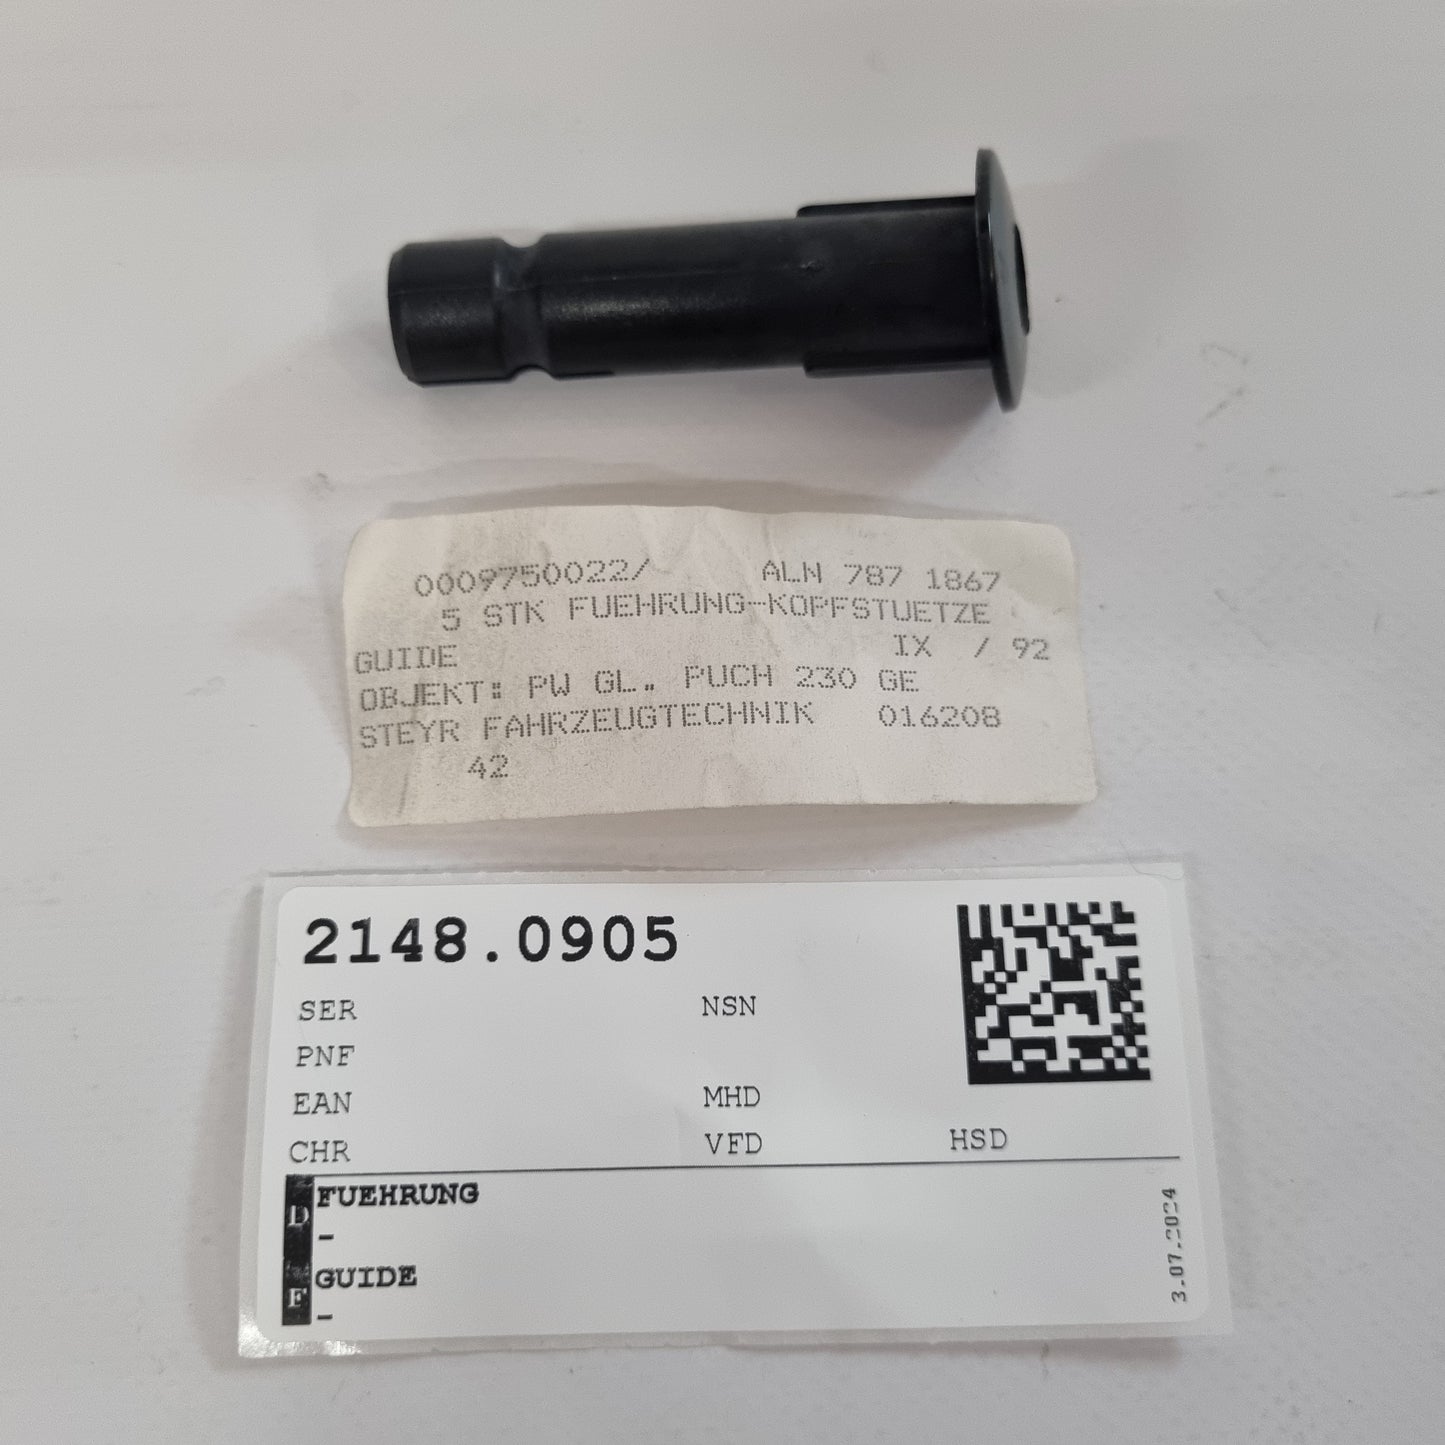 0009750022/ ALN 787 1867
5 STK FUEHRUNG-KOPFSTUETZE
GUIDE IX / 92
OBJEKT: PW GL. PUCH 230 GE
STEYR FAHRZEUGTECHNIK 016208
42
2148.0905
SER NSN
PNF
EAN MHD
CHR VFD HSD
D FUEHRUNG
-
F GUIDE
-
3.07.2024